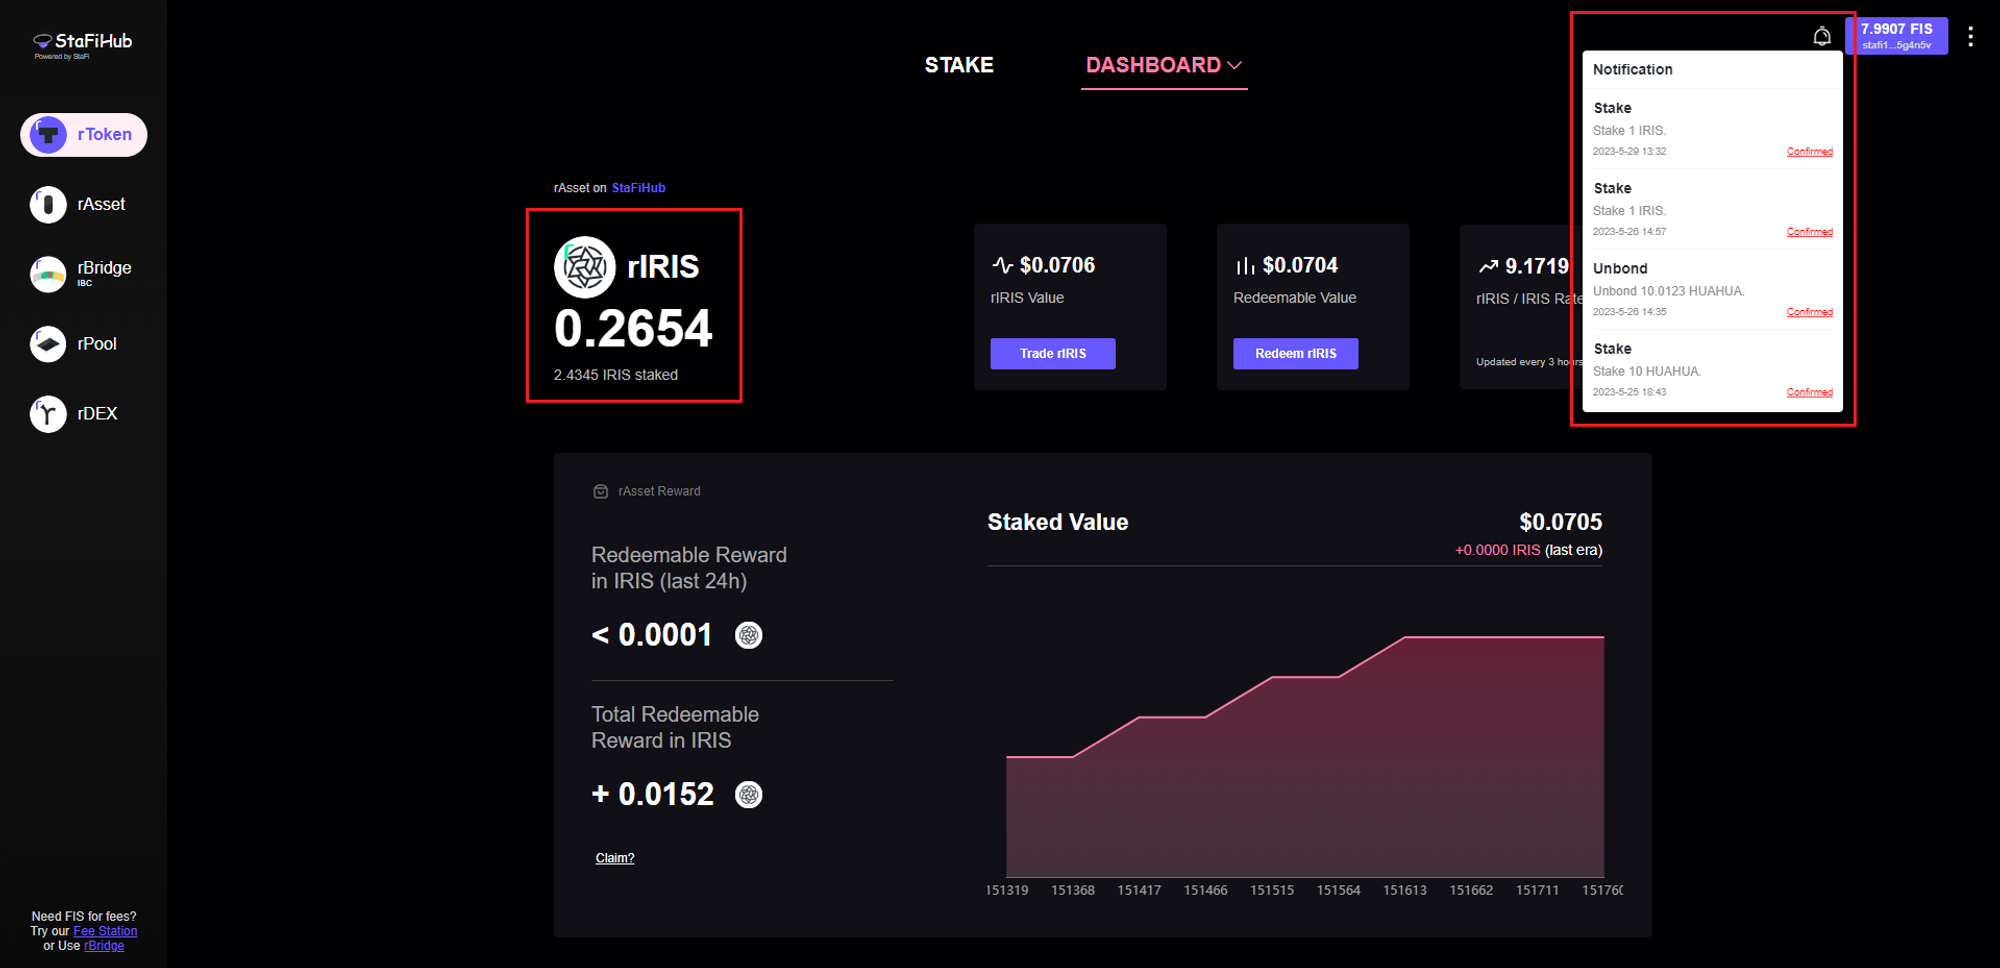 StaFiHub
Powered by StaFi
rToken
rAsset
rBridge
IBC
rPool
rDEX
Need FIS for fees?
Try our Fee Station
or Use rBridge
STAKE
DASHBOARD
7.9907 FIS
stafi1...5g4n5v
Notification
Stake
Stake 1 IRIS.
2023-5-29 13:32
Confirmed
Stake
Stake 1 IRIS.
2023-5-26 14:57
Confirmed
Unbond
Unbond 10.0123 HUAHUA.
2023-5-26 14:35
Confirmed
Stake
Stake 10 HUAHUA.
2023-5-25 18:43
Confirmed
rAsset on StaFiHub
rIRIS
0.2654
2.4345 IRIS staked
$0.0706
rIRIS Value
Trade rIRIS
$0.0704
Redeemable Value
Redeem rIRIS
9.1719
rIRIS / IRIS Rate
Updated every 3 hours
rAsset Reward
Redeemable Reward
in IRIS (last 24h)
< 0.0001
Total Redeemable
Reward in IRIS
+ 0.0152
Claim?
Staked Value
$0.0705
+0.0000 IRIS (last era)
151319 151368 151417 151466 151515 151564 151613 151662 151711 151760